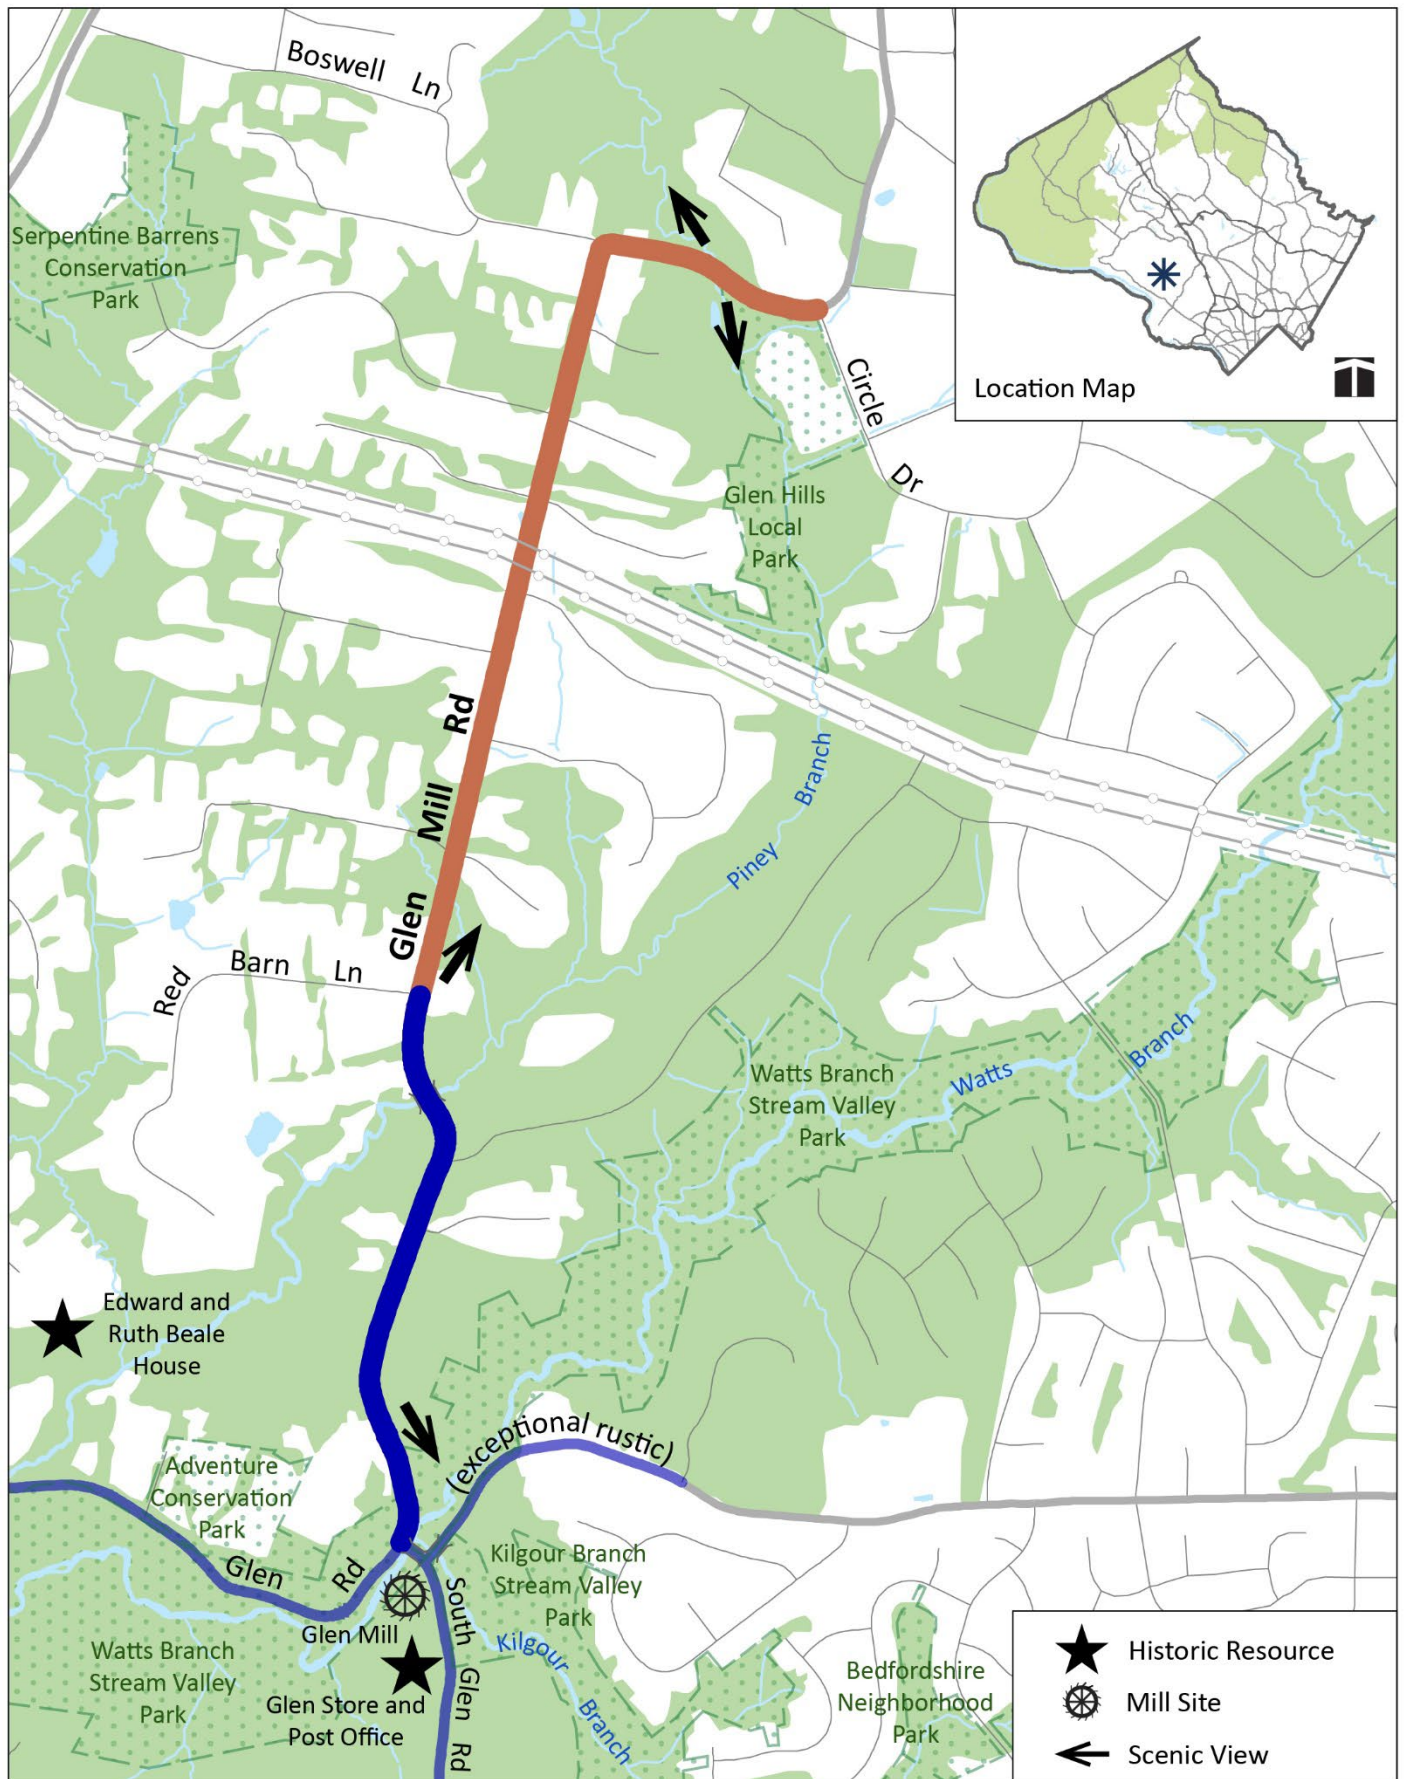 Boswell Ln
Location Map
Serpentine Barrens
Conservation
Park
Circle Dr
Glen Hills
Local
Park
Glen Mill Rd
Piney Branch
Red Barn Ln
Watts Branch
Watts Branch
Stream Valley
Park
Edward and
Ruth Beale
House
(exceptional rustic)
Adventure
Conservation
Park
Glen Rd
Kilgour Branch
Stream Valley
Park
South Glen Rd
Glen Mill
Kilgour Branch
Watts Branch
Stream Valley
Park
Glen Store and
Post Office
Bedfordshire
Neighborhood
Park
Historic Resource
Mill Site
Scenic View